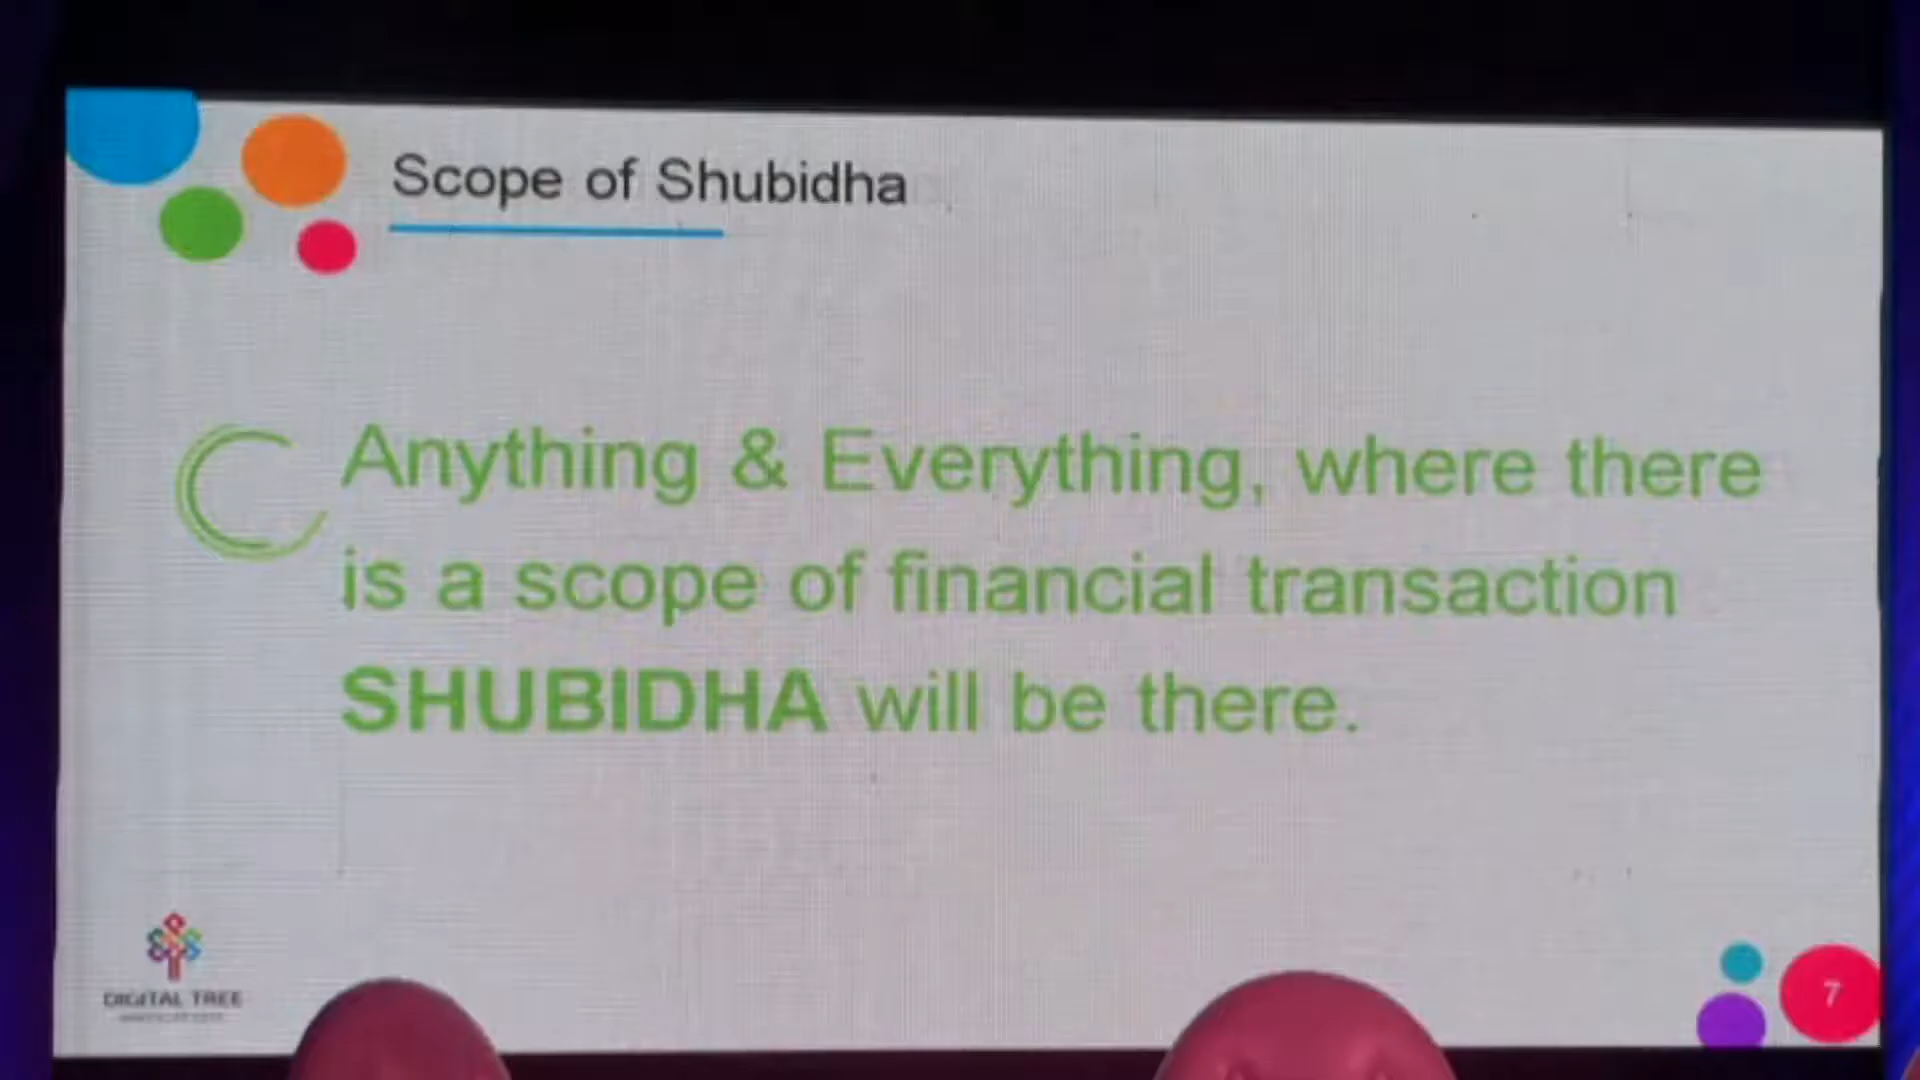 Scope of Shubidha
Anything & Everything, where there
is a scope of financial transaction
SHUBIDHA will be there.
DIGITAL TREE
7